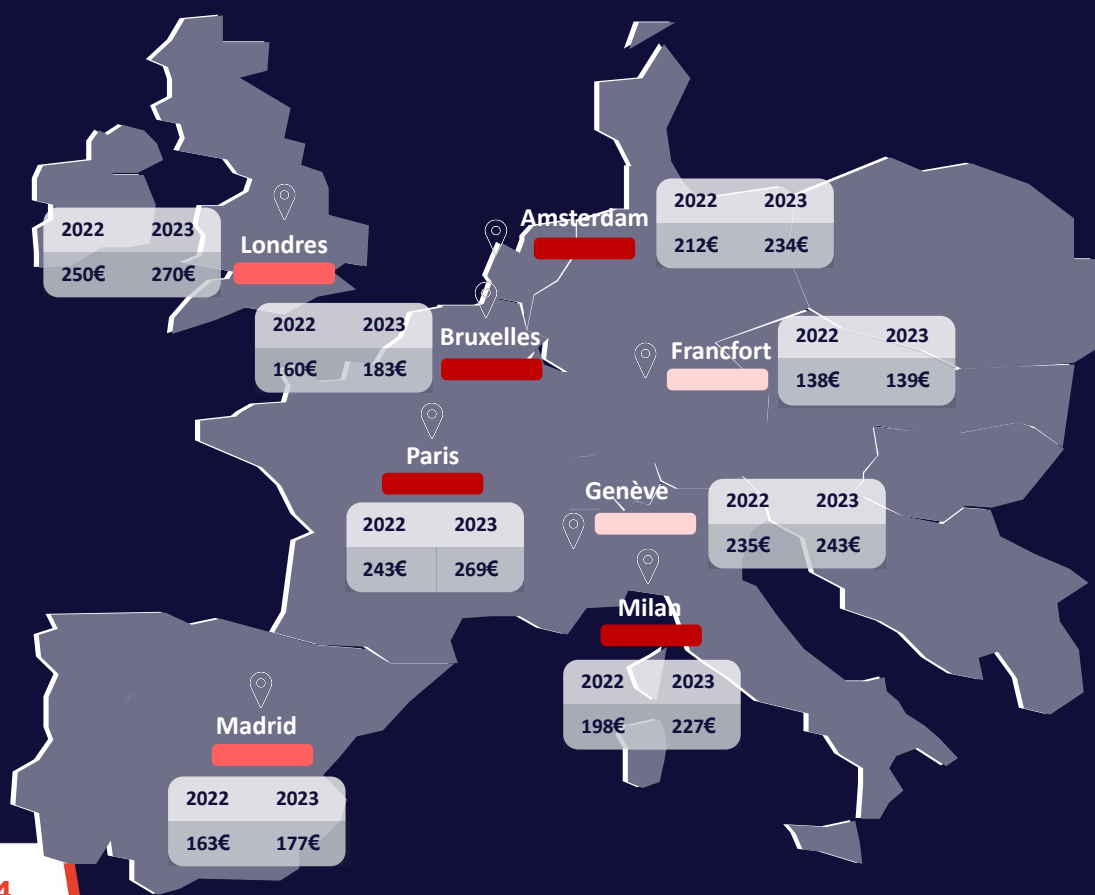 Amsterdam
2022 2023
212€ 234€
Londres
2022 2023
250€ 270€
Bruxelles
2022 2023
160€ 183€
Francfort
2022 2023
138€ 139€
Paris
2022 2023
243€ 269€
Genève
2022 2023
235€ 243€
Milan
2022 2023
198€ 227€
Madrid
2022 2023
163€ 177€
4